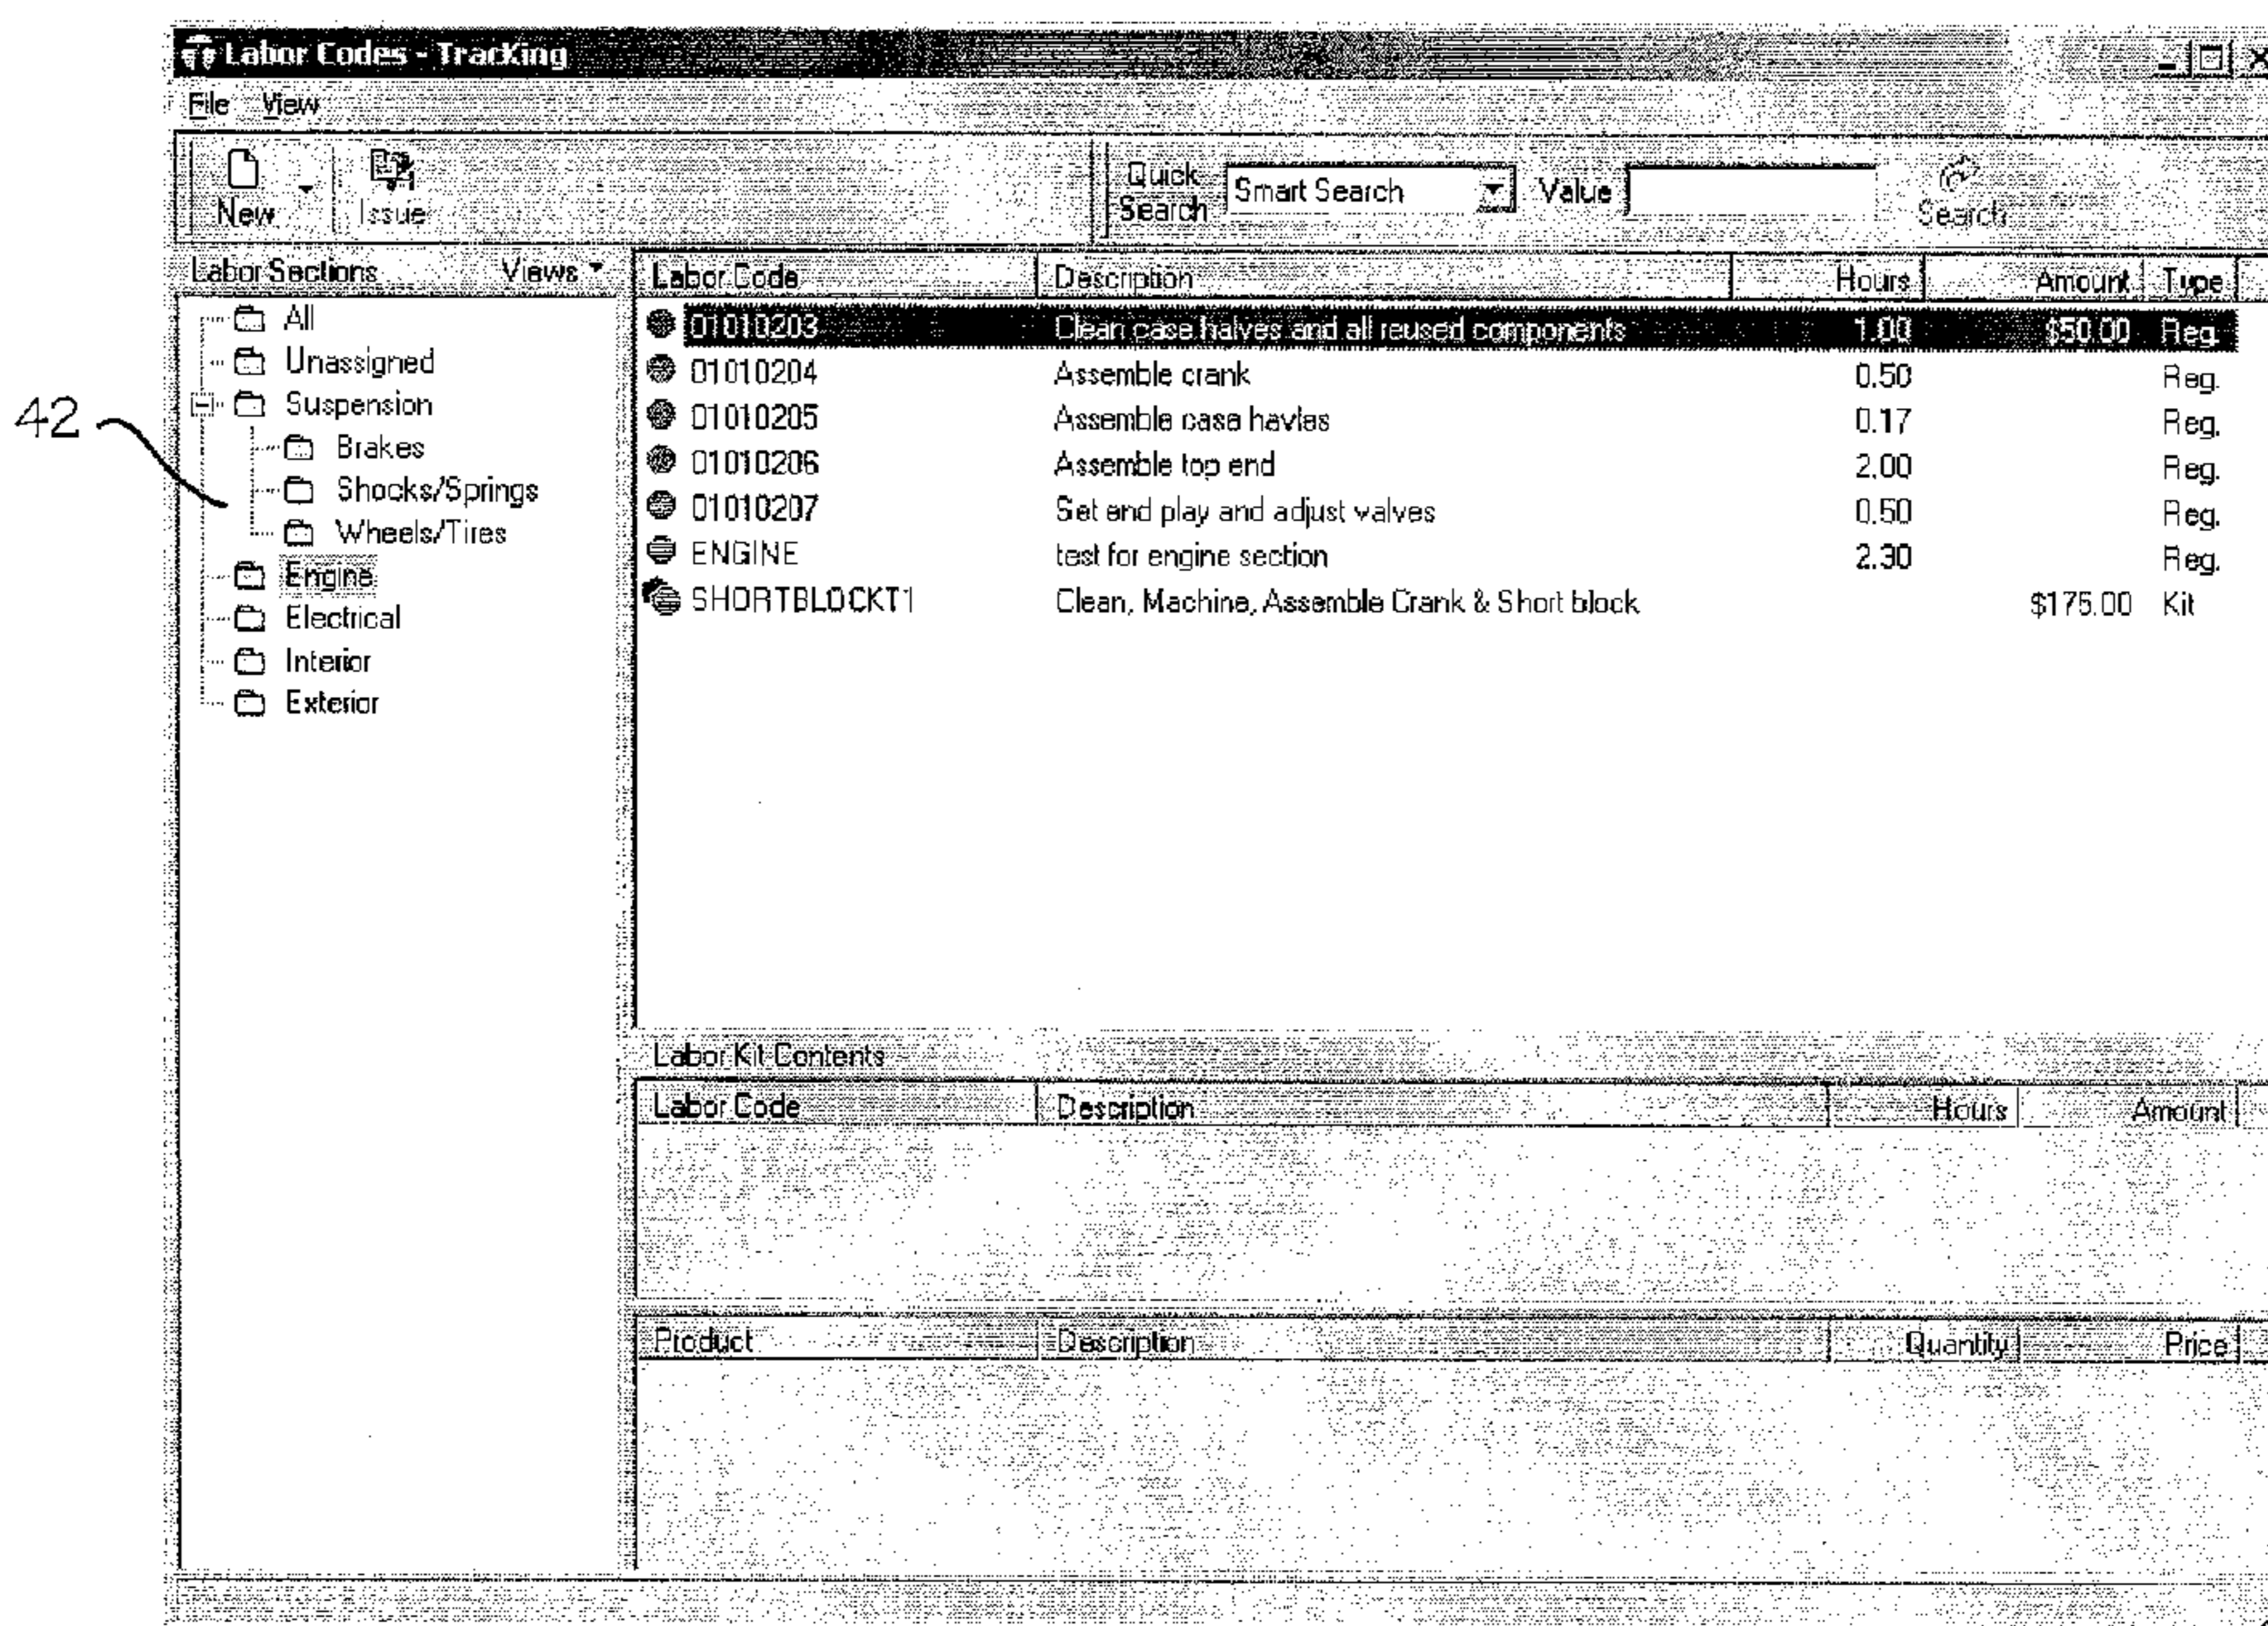 Labor Codes - TracKing
File View
New Issue Quick Search Smart Search Value Search
Labor Sections Views
All
Unassigned
Suspension
Brakes
Shocks/Springs
Wheels/Tires
Engine
Electrical
Interior
Exterior
42
Labor Code Description Hours Amount Type
01010203 Clean case halves and all reused components 1.00 $50.00 Reg.
01010204 Assemble crank 0.50 Reg.
01010205 Assemble case havles 0.17 Reg.
01010206 Assemble top end 2.00 Reg.
01010207 Set end play and adjust valves 0.50 Reg.
ENGINE test for engine section 2.30 Reg.
SHORTBLOCKT1 Clean, Machine, Assemble Crank & Short block $175.00 Kit
Labor Kit Contents
Labor Code Description Hours Amount
Product Description Quantity Price